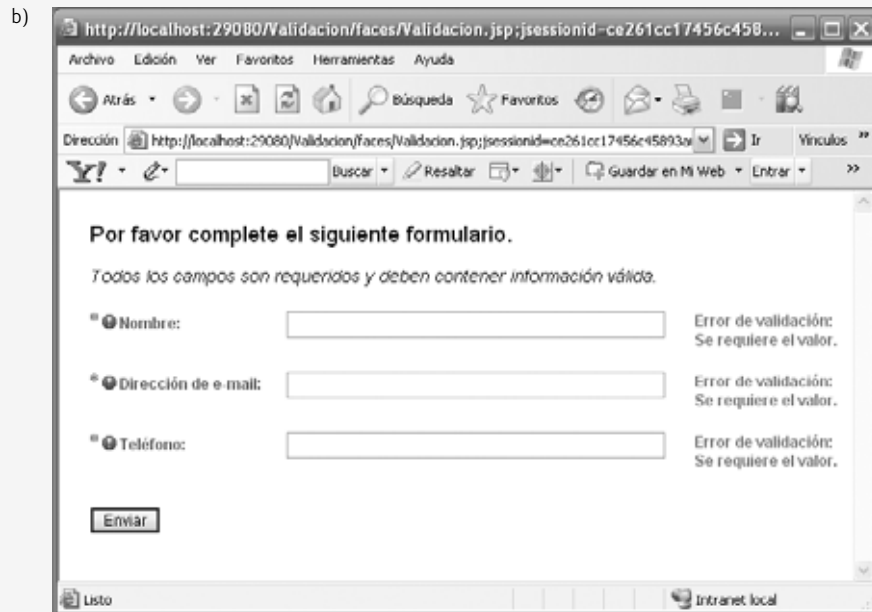 b)
http://localhost:29080/Validacion/faces/Validacion.jsp;jsessionid=ce261cc17456c458...
Archivo Edición Ver Favoritos Herramientas Ayuda
Atrás Búsqueda Favoritos
Dirección http://localhost:29080/Validacion/faces/Validacion.jsp;jsessionid=ce261cc17456c45893a Ir Vínculos »
Y! Buscar Resaltar Guardar en Mi Web Entrar »
Por favor complete el siguiente formulario.
Todos los campos son requeridos y deben contener información válida.
* Nombre: Error de validación:
Se requiere el valor.
* Dirección de e-mail: Error de validación:
Se requiere el valor.
* Teléfono: Error de validación:
Se requiere el valor.
Enviar
Listo Intranet local